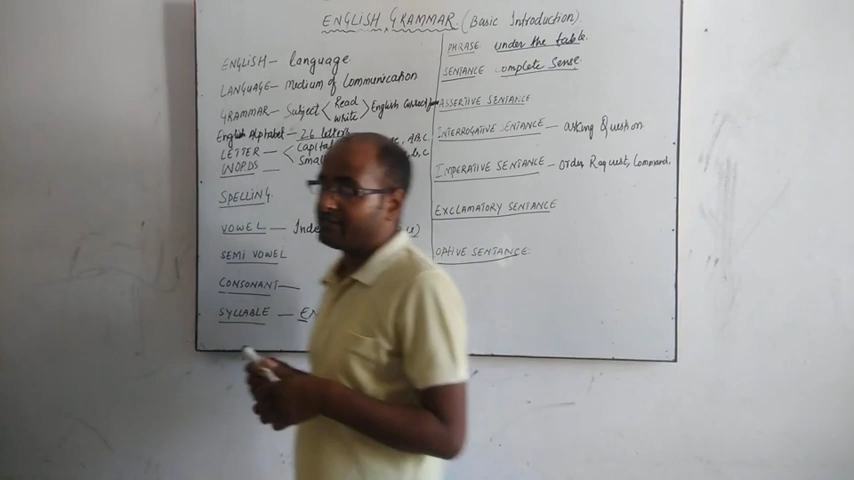 ENGLISH GRAMMAR (Basic Introduction)
ENGLISH — language
LANGUAGE — Medium of Communication
GRAMMAR — Subject < Read Write > English Correct
English Alphabet = 26 letters
LETTER — < Capital ABC
Small a, b, c
WORDS —
SPELLING
VOWEL —
SEMI VOWEL
CONSONANT —
SYLLABLE —
PHRASE under the table.
SENTANCE Complete Sense.
ASSERTIVE SENTANCE
INTERROGATIVE SENTANCE — asking Question
IMPERATIVE SENTANCE — Order Request, Command.
EXCLAMATORY SENTANCE
OPTIVE SENTANCE.